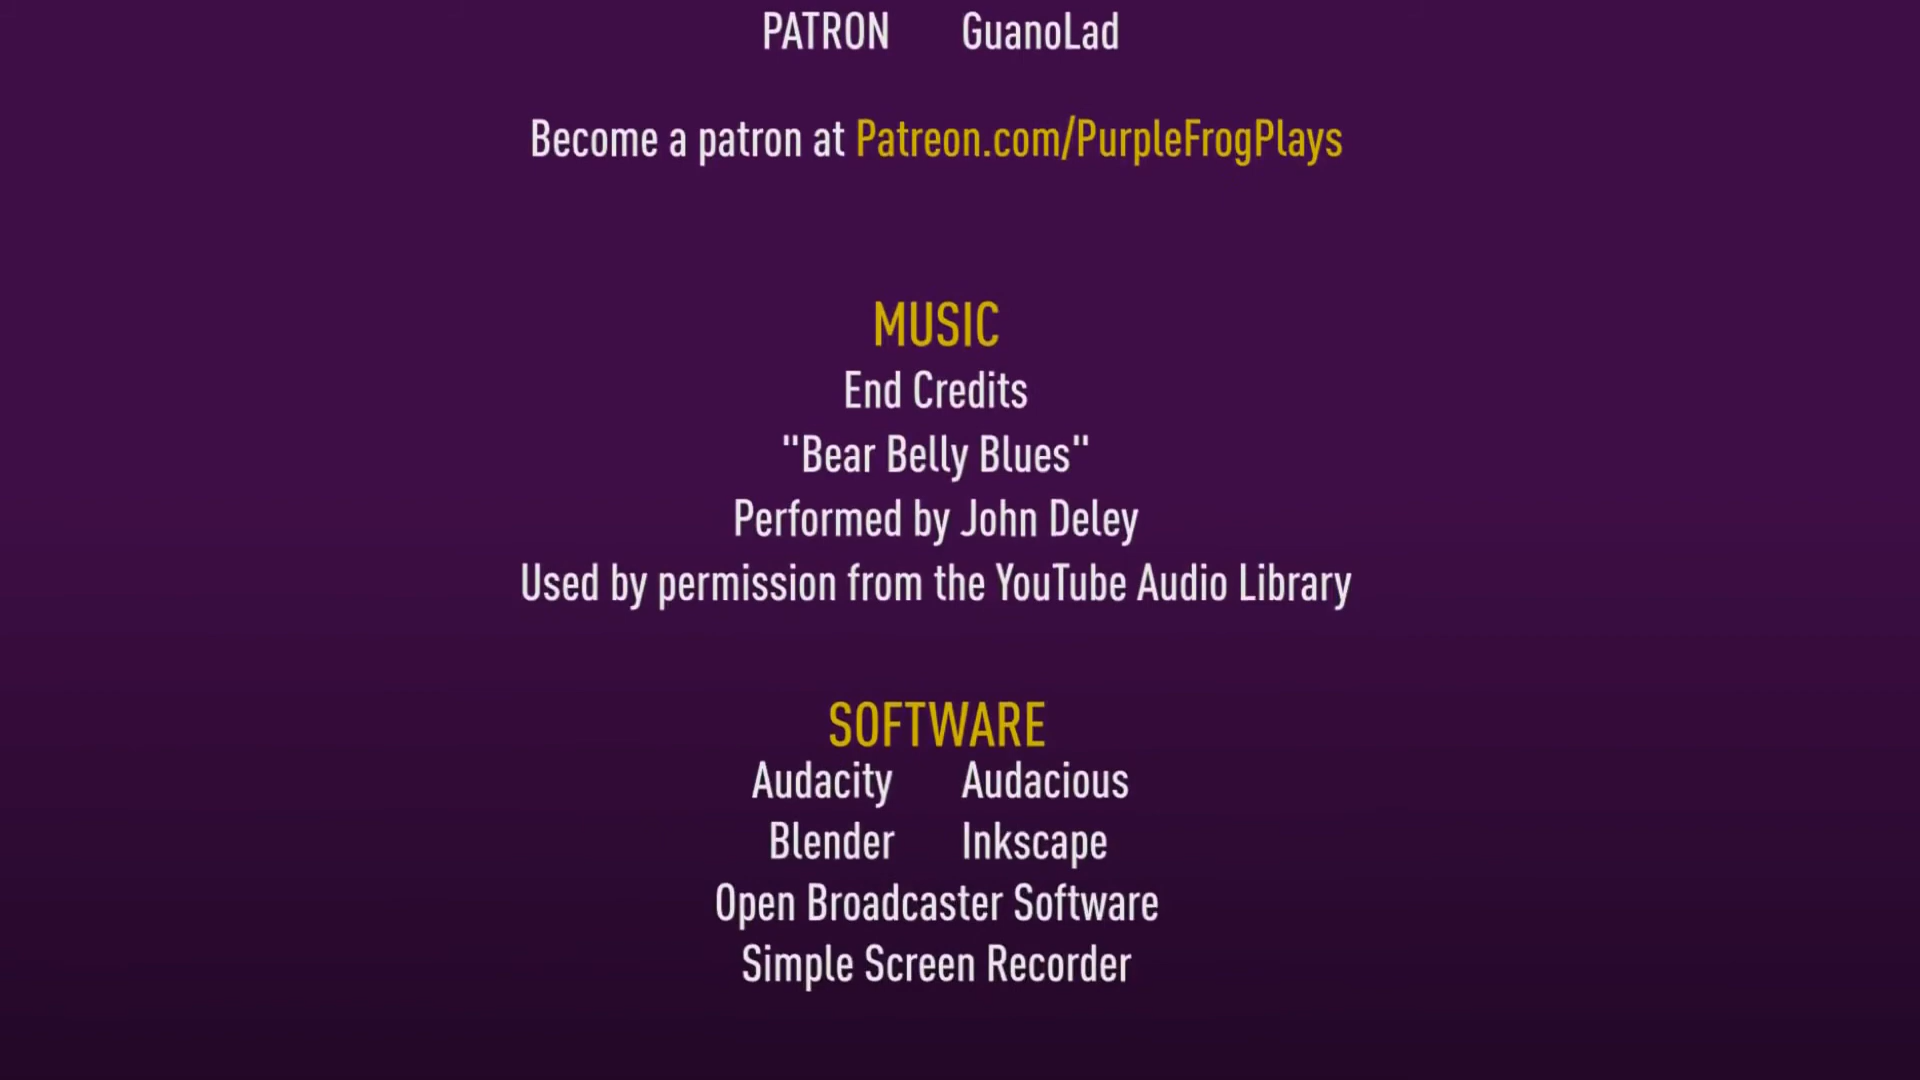 PATRON GuanoLad
Become a patron at Patreon.com/PurpleFrogPlays
MUSIC
End Credits
"Bear Belly Blues"
Performed by John Deley
Used by permission from the YouTube Audio Library
SOFTWARE
Audacity Audacious
Blender Inkscape
Open Broadcaster Software
Simple Screen Recorder